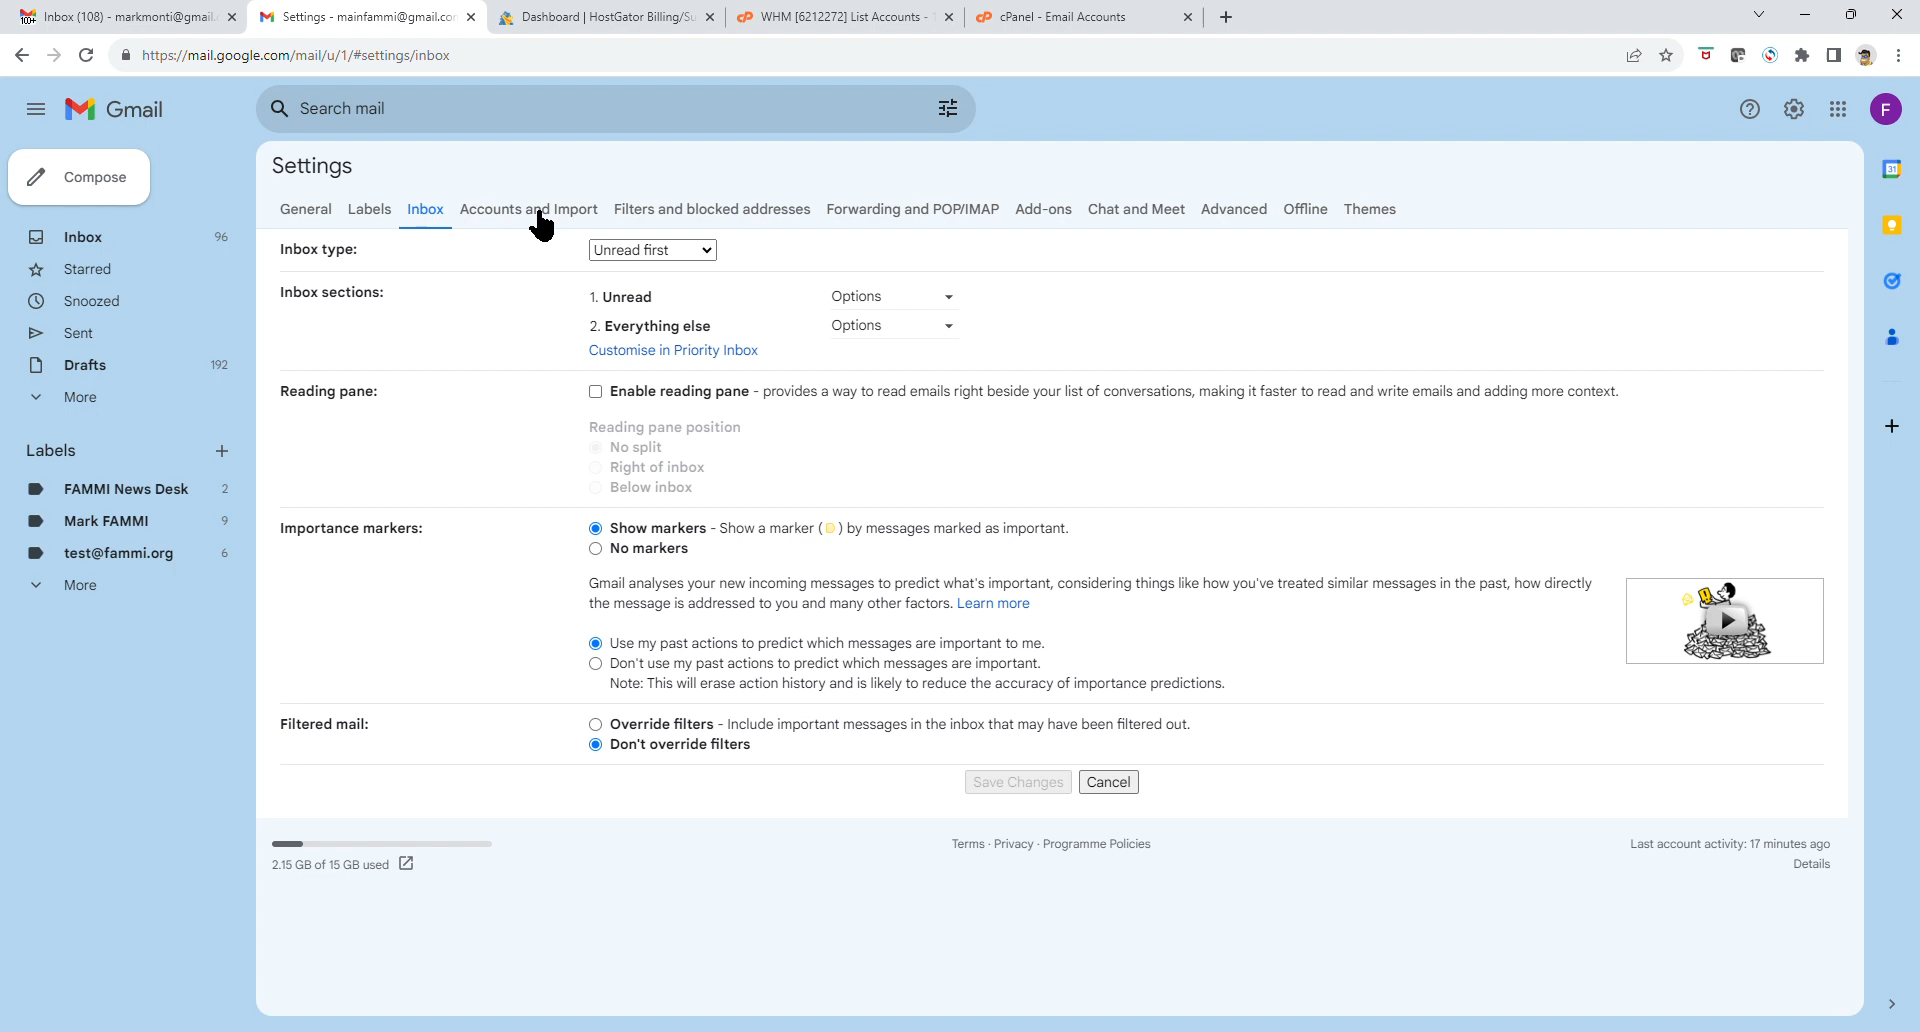 Inbox (108) - markmonti@gmail.
Settings - mainfammi@gmail.con
Dashboard | HostGator Billing/Su
WHM [6212272] List Accounts - 1
cPanel - Email Accounts
https://mail.google.com/mail/u/1/#settings/inbox
Gmail
Search mail
F
Compose
Settings
General Labels Inbox Accounts and Import Filters and blocked addresses Forwarding and POP/IMAP Add-ons Chat and Meet Advanced Offline Themes
Inbox 96
Starred
Snoozed
Sent
Drafts 192
More
Labels
FAMMI News Desk 2
Mark FAMMI 9
test@fammi.org 6
More
Inbox type: Unread first
Inbox sections:
1. Unread Options
2. Everything else Options
Customise in Priority Inbox
Reading pane: Enable reading pane - provides a way to read emails right beside your list of conversations, making it faster to read and write emails and adding more context.
Reading pane position
No split
Right of inbox
Below inbox
Importance markers: Show markers - Show a marker ( ) by messages marked as important.
No markers
Gmail analyses your new incoming messages to predict what's important, considering things like how you've treated similar messages in the past, how directly
the message is addressed to you and many other factors. Learn more
Use my past actions to predict which messages are important to me.
Don't use my past actions to predict which messages are important.
Note: This will erase action history and is likely to reduce the accuracy of importance predictions.
Filtered mail: Override filters - Include important messages in the inbox that may have been filtered out.
Don't override filters
Save Changes Cancel
2.15 GB of 15 GB used
Terms · Privacy · Programme Policies
Last account activity: 17 minutes ago
Details
31